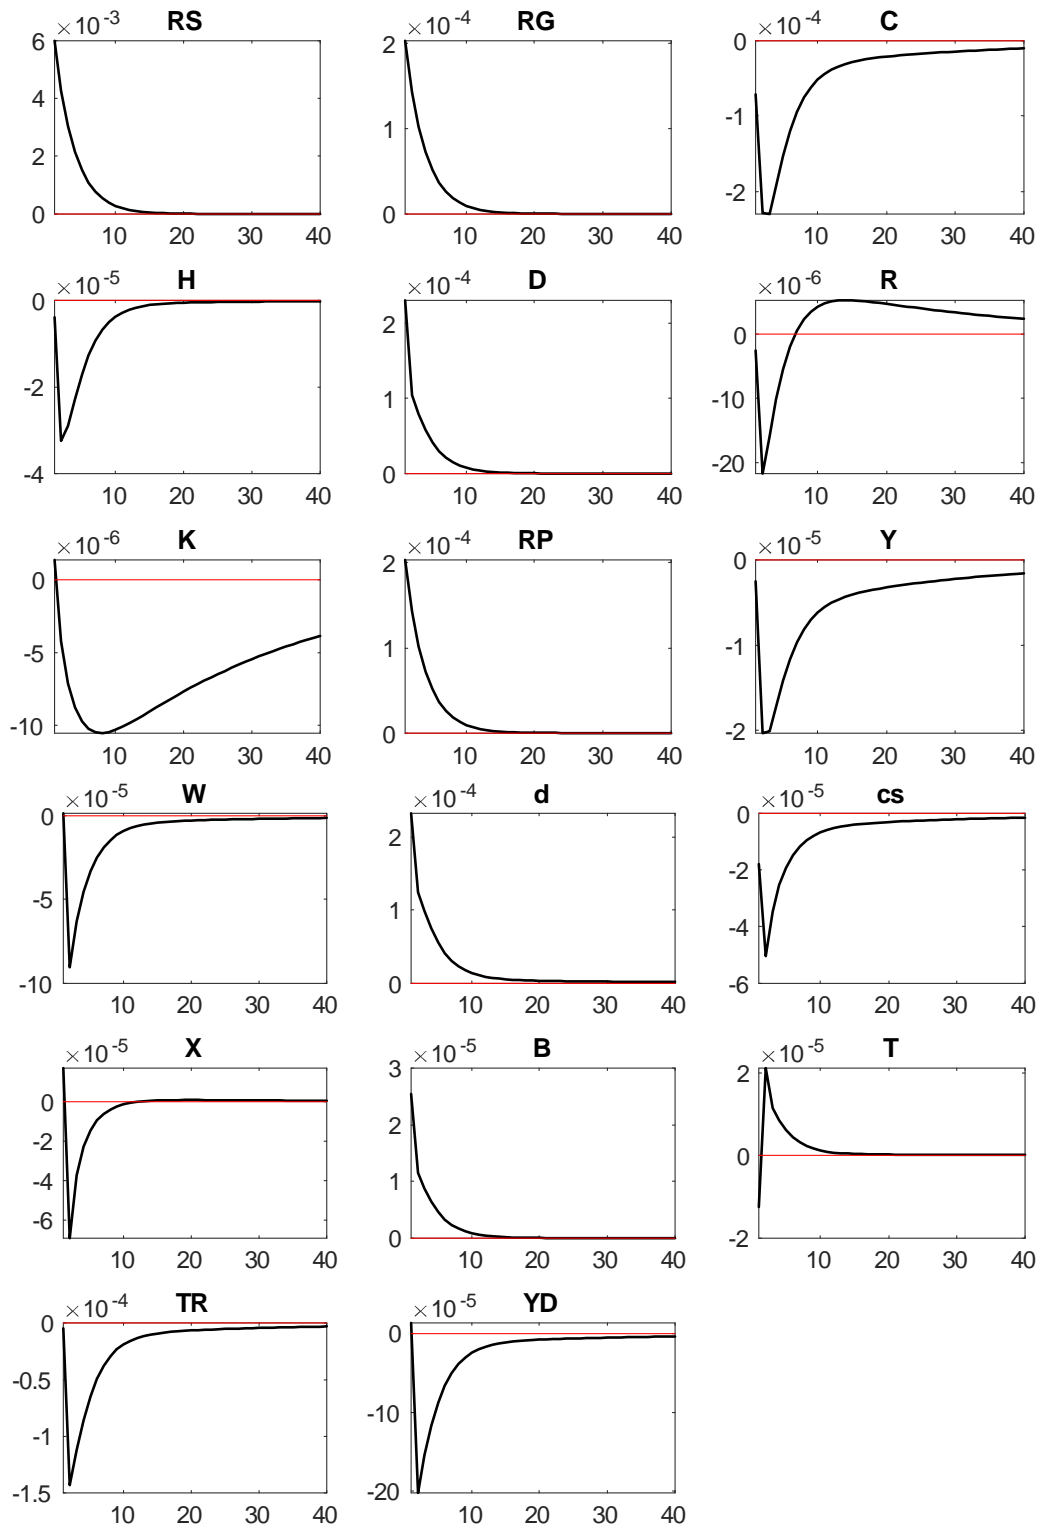 ×10⁻³ RS
6
4
2
0
10 20 30 40
×10⁻⁴ RG
2
1
0
10 20 30 40
×10⁻⁴ C
0
-1
-2
10 20 30 40
×10⁻⁵ H
0
-2
-4
10 20 30 40
×10⁻⁴ D
2
1
0
10 20 30 40
×10⁻⁶ R
0
-10
-20
10 20 30 40
×10⁻⁶ K
0
-5
-10
10 20 30 40
×10⁻⁴ RP
2
1
0
10 20 30 40
×10⁻⁵ Y
0
-1
-2
10 20 30 40
×10⁻⁵ W
0
-5
-10
10 20 30 40
×10⁻⁴ d
2
1
0
10 20 30 40
×10⁻⁵ cs
0
-2
-4
-6
10 20 30 40
×10⁻⁵ X
0
-2
-4
-6
10 20 30 40
×10⁻⁵ B
3
2
1
0
10 20 30 40
×10⁻⁵ T
2
0
-2
10 20 30 40
×10⁻⁴ TR
0
-0.5
-1
-1.5
10 20 30 40
×10⁻⁵ YD
0
-10
-20
10 20 30 40